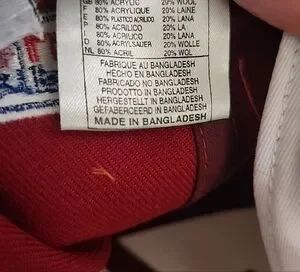 GB 80% ACRYLIC 20% WOOL
F 80% ACRYLIQUE 20% LAINE
E 80% PLASTICO ACRILICO 20% LANA
P 80% ACRILICO 20% LA
I 80% ACRILICO 20% LANA
D 80% ACRYLSAUER 20% WOLLE
NL 80% ACRIL 20% WOL
FABRIQUE AU BANGLADESH
HECHO EN BANGLADESH
FABRICADO EM BANGLADESH
PRODOTTO IN BANGLADESH
HERGESTELLT IN BANGLADESH
GEFABRICEERD IN BANGLADESH
MADE IN BANGLADESH